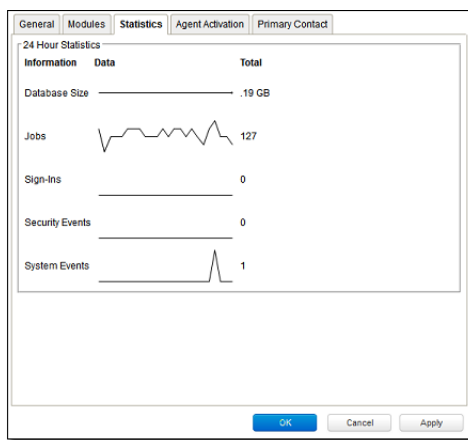 General Modules Statistics Agent Activation Primary Contact
24 Hour Statistics
Information Data Total
Database Size .19 GB
Jobs 127
Sign-Ins 0
Security Events 0
System Events 1
OK Cancel Apply